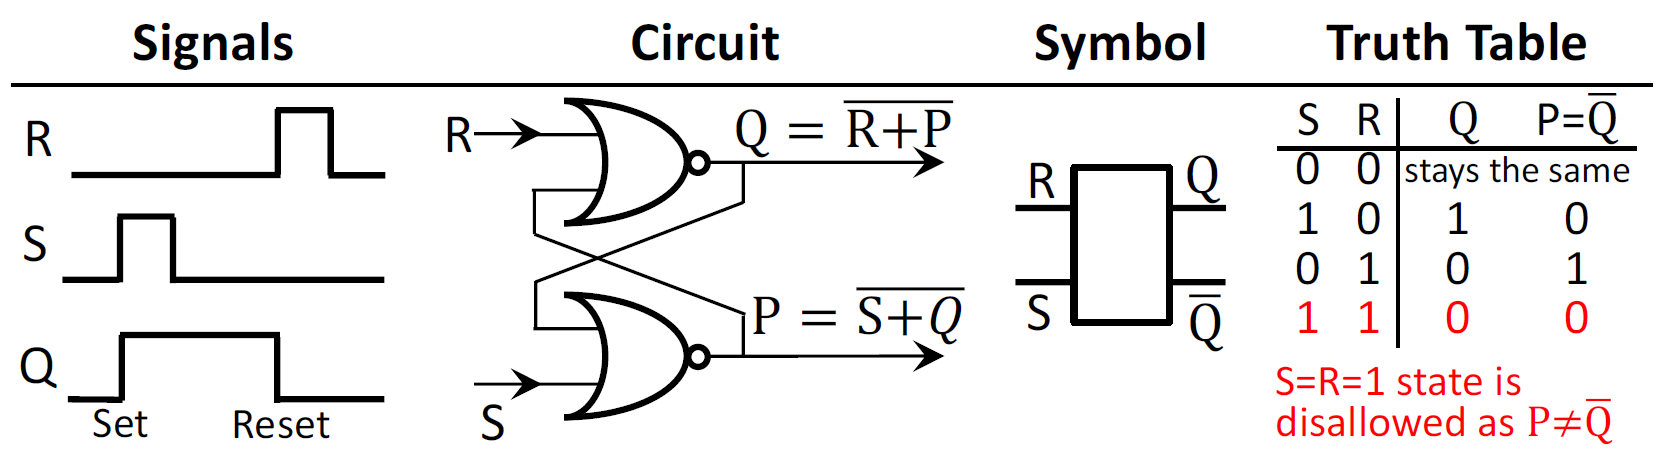 Signals Circuit Symbol Truth Table
R
S
Q
Set Reset
R
Q = \overline{R+P}
P = \overline{S+Q}
S
R Q
S \overline{Q}
S R Q P=\overline{Q}
0 0 stays the same
1 0 1 0
0 1 0 1
1 1 0 0
S=R=1 state is
disallowed as P≠\overline{Q}